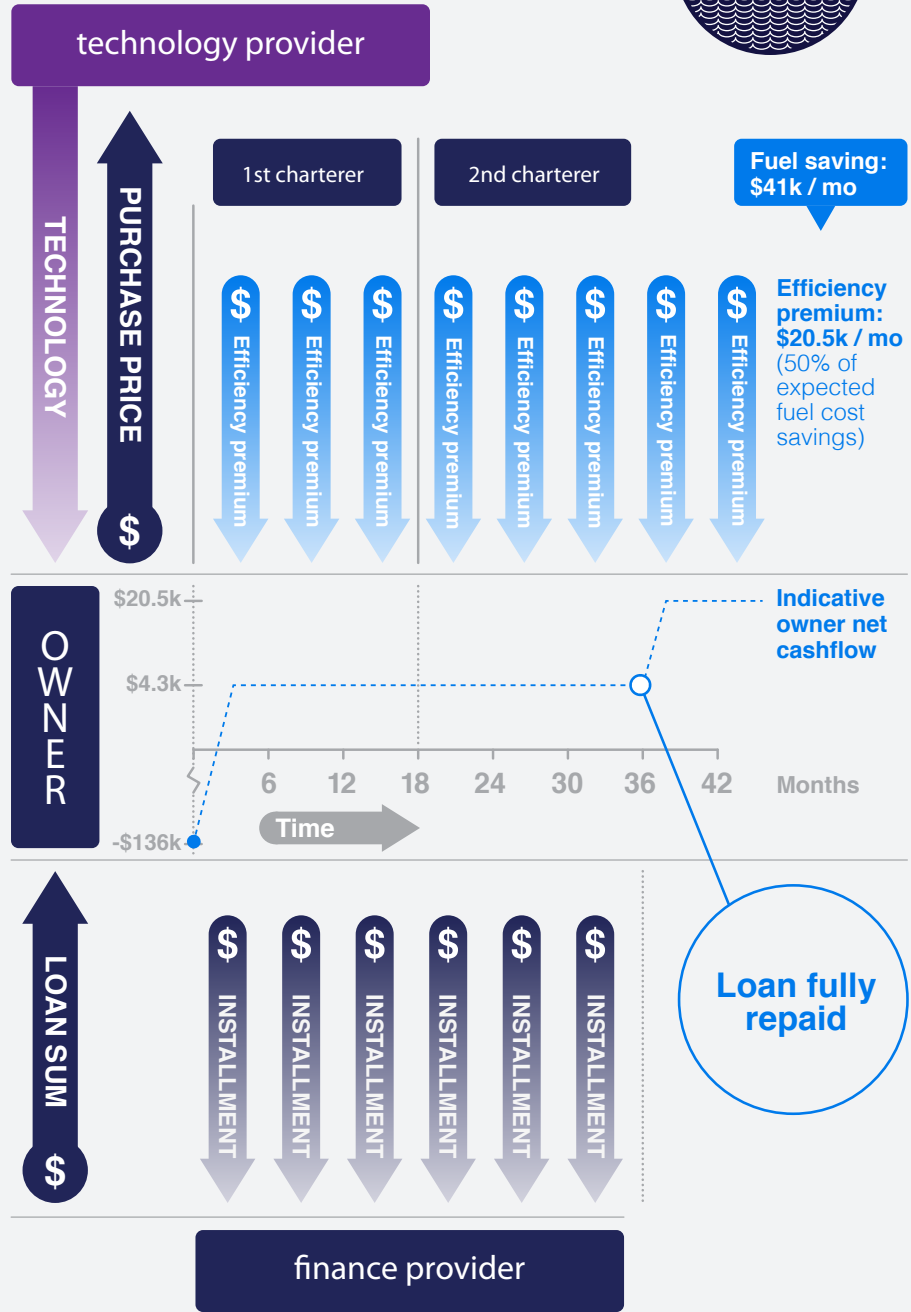 technology provider
TECHNOLOGY
PURCHASE PRICE
$
1st charterer
2nd charterer
Fuel saving:
$41k / mo
$ Efficiency premium
$ Efficiency premium
$ Efficiency premium
$ Efficiency premium
$ Efficiency premium
$ Efficiency premium
$ Efficiency premium
$ Efficiency premium
Efficiency
premium:
$20.5k / mo
(50% of
expected
fuel cost
savings)
OWNER
$20.5k
$4.3k
-$136k
Indicative
owner net
cashflow
6 12 18 24 30 36 42 Months
Time
LOAN SUM
$
$ INSTALLMENT
$ INSTALLMENT
$ INSTALLMENT
$ INSTALLMENT
$ INSTALLMENT
$ INSTALLMENT
Loan fully
repaid
finance provider